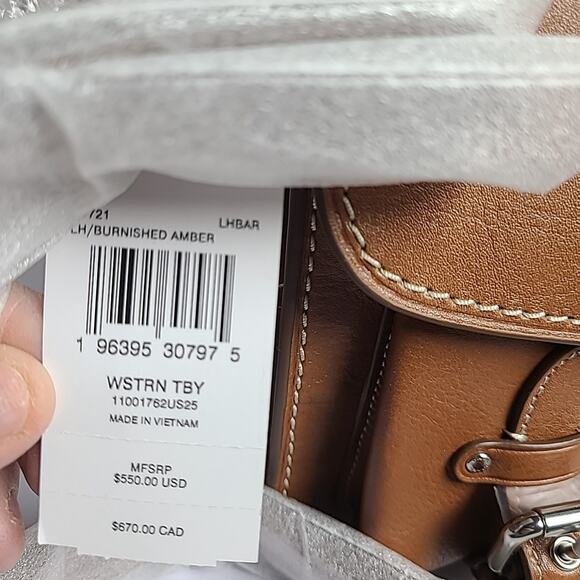 721
LH/BURNISHED AMBER LHBAR
1 96395 30797 5
WSTRN TBY
11001762US25
MADE IN VIETNAM
MFSRP
$550.00 USD
$670.00 CAD